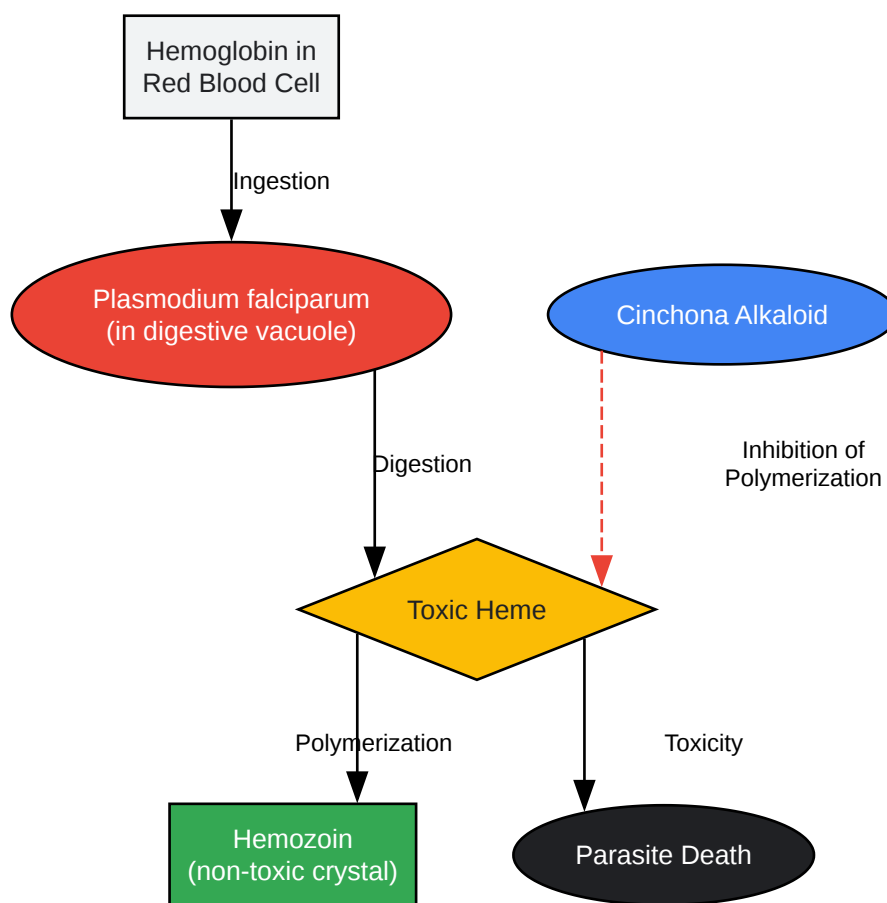 Hemoglobin in
Red Blood Cell
Ingestion
Plasmodium falciparum
(in digestive vacuole)
Cinchona Alkaloid
Digestion
Inhibition of
Polymerization
Toxic Heme
Polymerization
Toxicity
Hemozoin
(non-toxic crystal)
Parasite Death